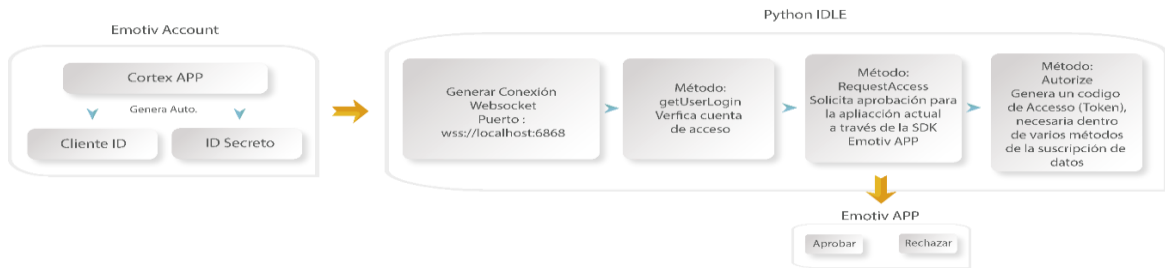 Emotiv Account
Cortex APP
Genera Auto.
Cliente ID
ID Secreto
Python IDLE
Generar Conexión
Websocket
Puerto :
wss://localhost:6868
Método:
getUserLogin
Verfica cuenta
de acceso
Método:
RequestAccess
Solicita aprobación para
la apliacción actual
a través de la SDK
Emotiv APP
Método:
Autorize
Genera un codigo
de Accesso (Token),
necesaria dentro
de varios métodos
de la suscripción de
datos
Emotiv APP
Aprobar
Rechazar